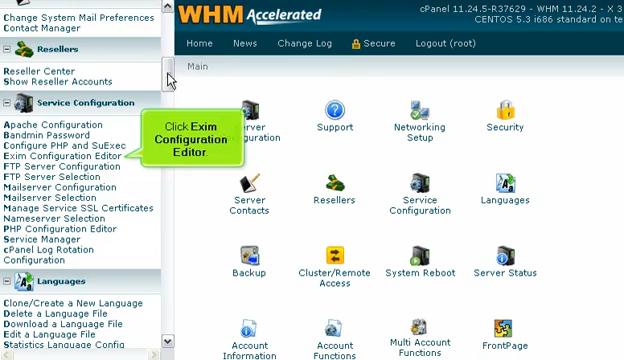 Change System Mail Preferences
Contact Manager
Resellers
Reseller Center
Show Reseller Accounts
Service Configuration
Apache Configuration
Bandmin Password
Configure PHP and SuExec
Exim Configuration Editor
FTP Server Configuration
FTP Server Selection
Mailserver Configuration
Mailserver Selection
Manage Service SSL Certificates
Nameserver Selection
PHP Configuration Editor
Service Manager
cPanel Log Rotation
Configuration
Languages
Clone/Create a New Language
Delete a Language File
Download a Language File
Edit a Language File
Statistics Language Config
Click Exim
Configuration
Editor.
WHM Accelerated
cPanel 11.24.5-R37629 - WHM 11.24.2 - X 3
CENTOS 5.3 i686 standard on
Home News Change Log Secure Logout (root)
Main
Server
Configuration
Support
Networking
Setup
Security
Server
Contacts
Resellers
Service
Configuration
Languages
Backup
Cluster/Remote
Access
System Reboot
Server Status
Account
Information
Account
Functions
Multi Account
Functions
FrontPage